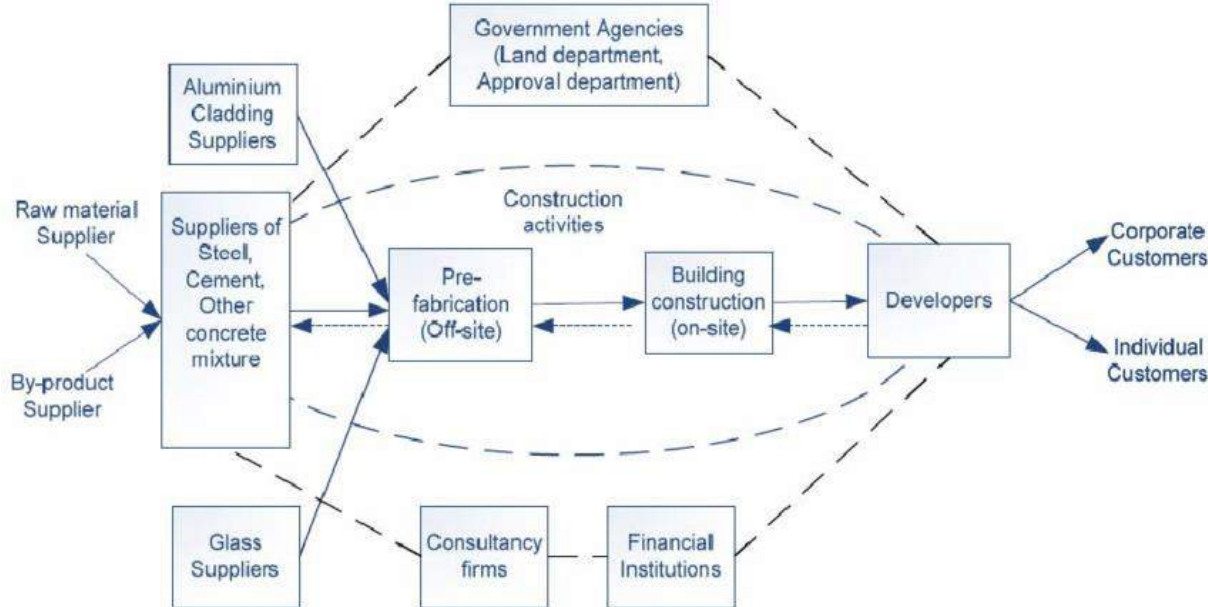 Government Agencies
(Land department,
Approval department)
Aluminium
Cladding
Suppliers
Construction
activities
Raw material
Supplier
Suppliers of
Steel,
Cement,
Other
concrete
mixture
Pre-
fabrication
(Off-site)
Building
construction
(on-site)
Developers
Corporate
Customers
By-product
Supplier
Individual
Customers
Glass
Suppliers
Consultancy
firms
Financial
Institutions